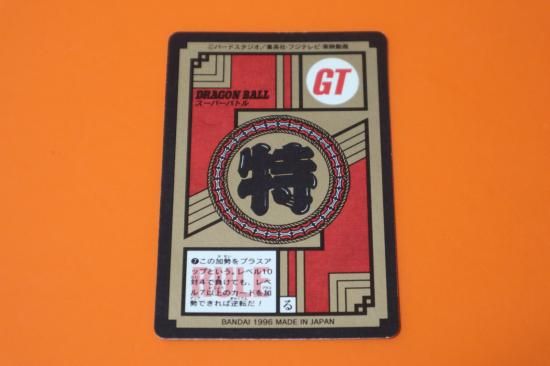 ©バードスタジオ/集英社・フジテレビ・東映動画
GT
DRAGON BALL
スーパーバトル
特
❼この加勢をプラスア
ップという。レベル10
対4で負けても、レベ
ル7以上のカードを加
勢できれば逆転だ!
RULE
る
BANDAI 1996 MADE IN JAPAN